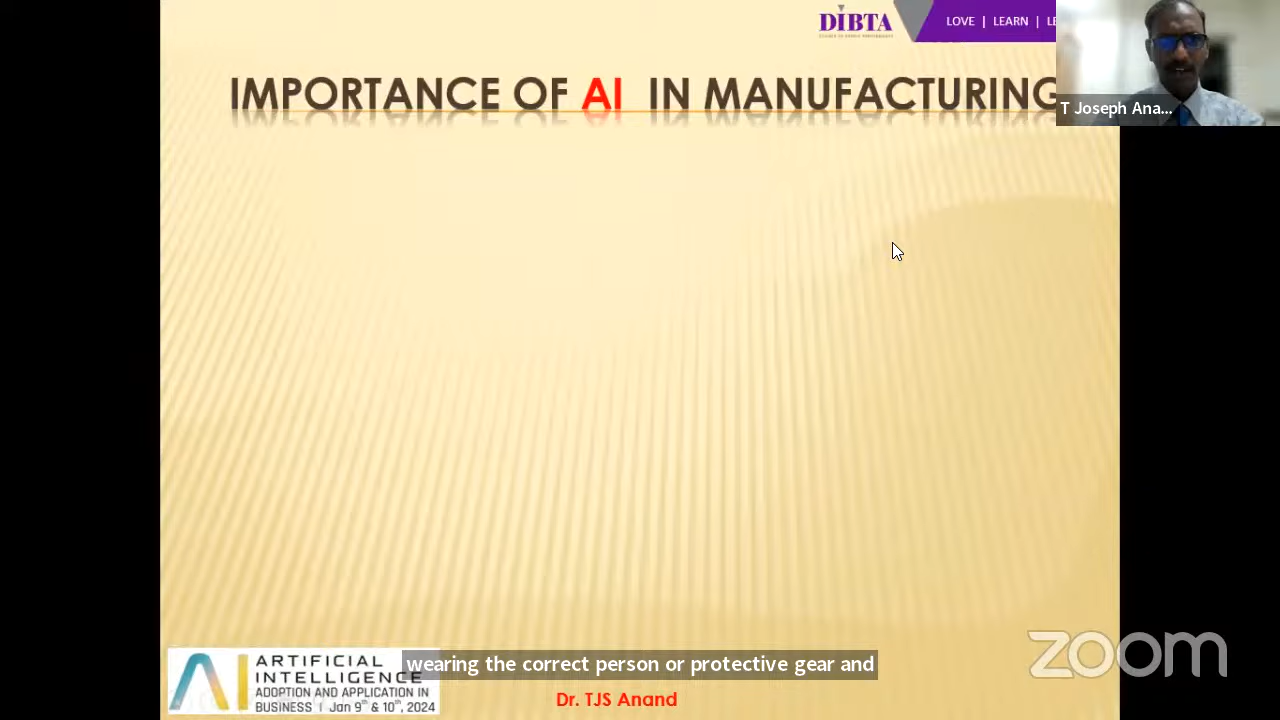 DIBTA
LOVE | LEARN | LE
IMPORTANCE OF AI IN MANUFACTURING
T Joseph Ana...
wearing the correct person or protective gear and
ARTIFICIAL
INTELLIGENCE
ADOPTION AND APPLICATION IN
BUSINESS I Jan 9th & 10th, 2024
Dr. TJS Anand
zoom